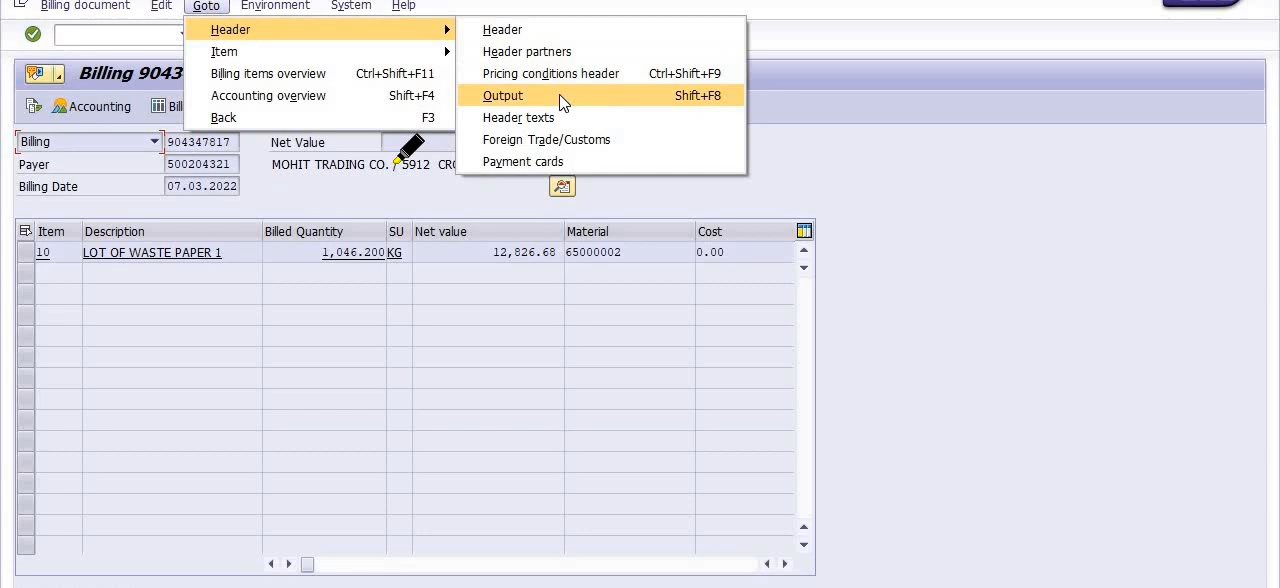 Billing document Edit Goto Environment System Help
Header
Item
Billing items overview Ctrl+Shift+F11
Accounting overview Shift+F4
Back F3
Header
Header partners
Pricing conditions header Ctrl+Shift+F9
Output Shift+F8
Header texts
Foreign Trade/Customs
Payment cards
Billing 9043
Accounting Bil
Billing 904347817 Net Value
Payer 500204321 MOHIT TRADING CO. 5912 CRO
Billing Date 07.03.2022
Item Description Billed Quantity SU Net value Material Cost
10 LOT OF WASTE PAPER 1 1,046.200 KG 12,826.68 65000002 0.00